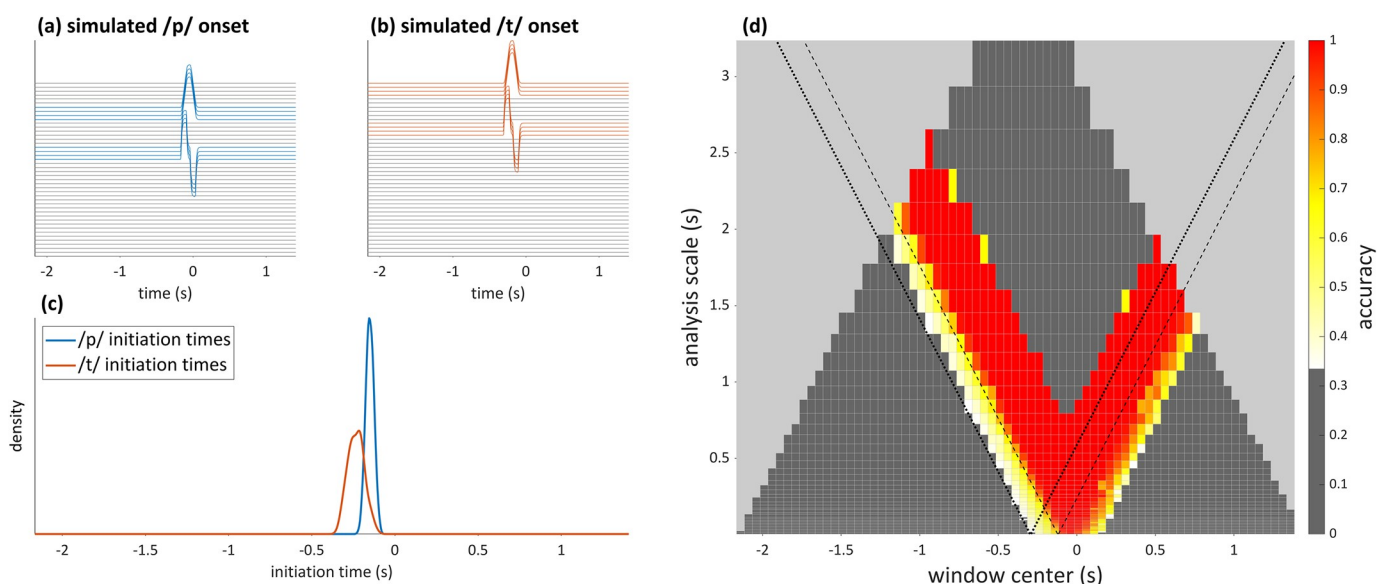 (a) simulated /p/ onset
-2 -1 0 1
time (s)
(b) simulated /t/ onset
-2 -1 0 1
time (s)
(c)
/p/ initiation times
/t/ initiation times
density
-2 -1.5 -1 -0.5 0 0.5 1
initiation time (s)
(d)
analysis scale (s)
3
2.5
2
1.5
1
0.5
-2 -1.5 -1 -0.5 0 0.5 1
window center (s)
1
0.9
0.8
0.7
0.6
0.5
0.4
0.3
0.2
0.1
0
accuracy